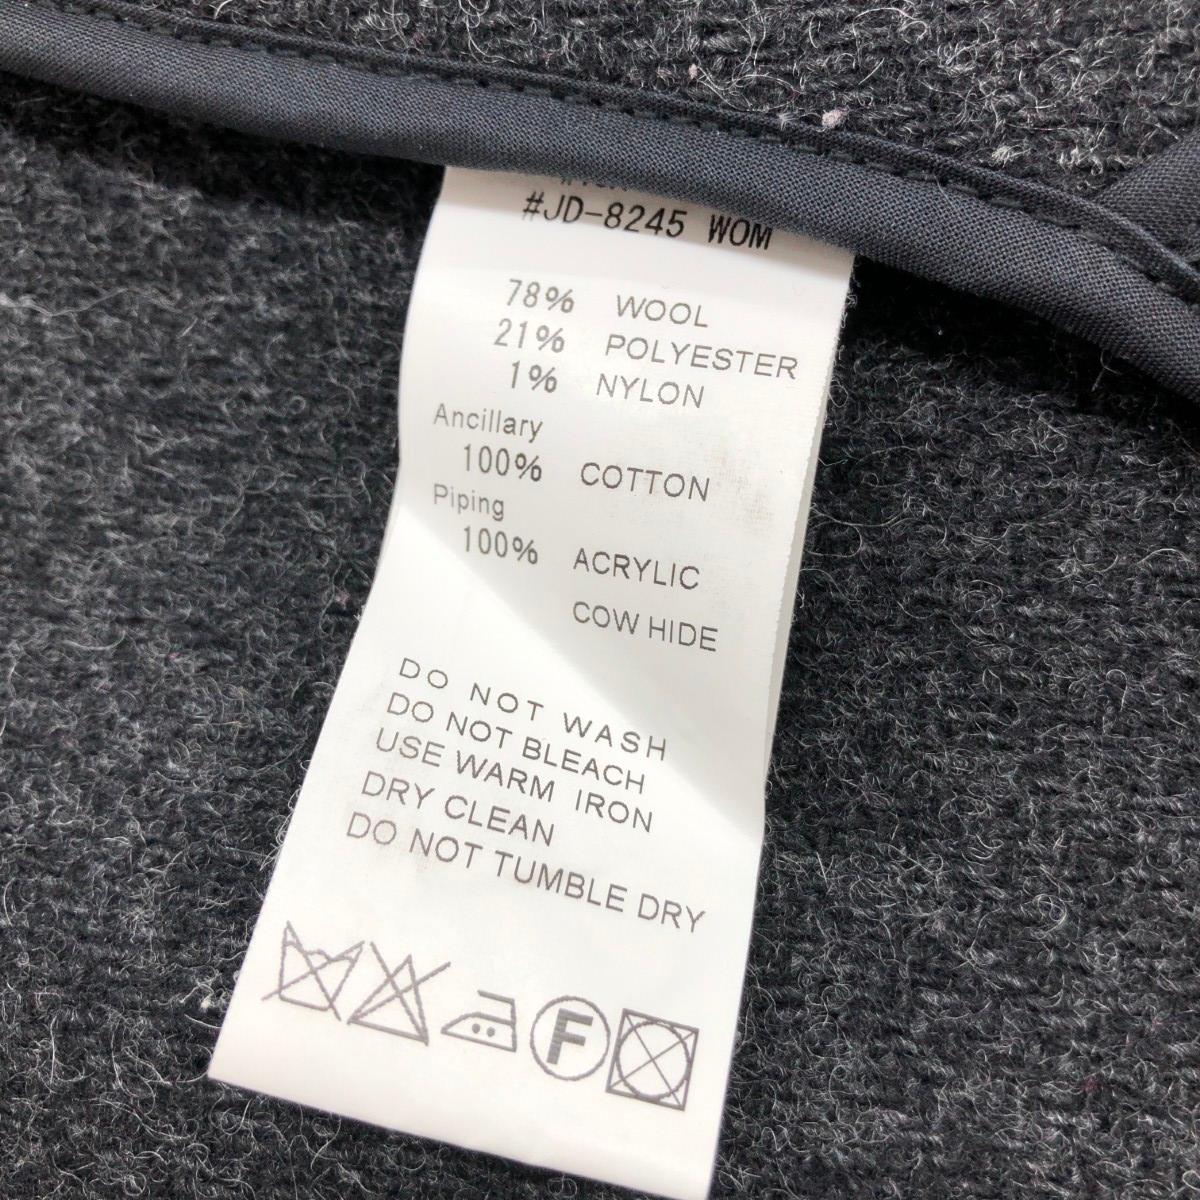 #JD-8245 WOM
78% WOOL
21% POLYESTER
1% NYLON
Ancillary
100% COTTON
Piping
100% ACRYLIC
COW HIDE
DO NOT WASH
DO NOT BLEACH
USE WARM IRON
DRY CLEAN
DO NOT TUMBLE DRY
F